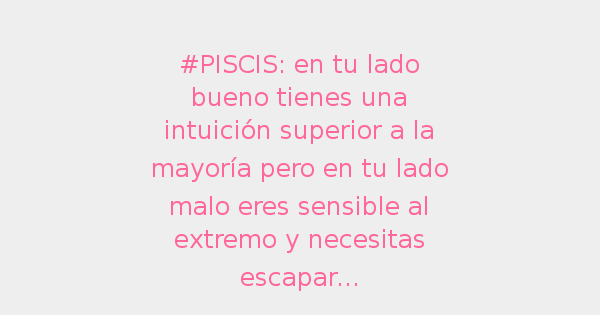 #PISCIS: en tu lado
bueno tienes una
intuición superior a la
mayoría pero en tu lado
malo eres sensible al
extremo y necesitas
escapar...